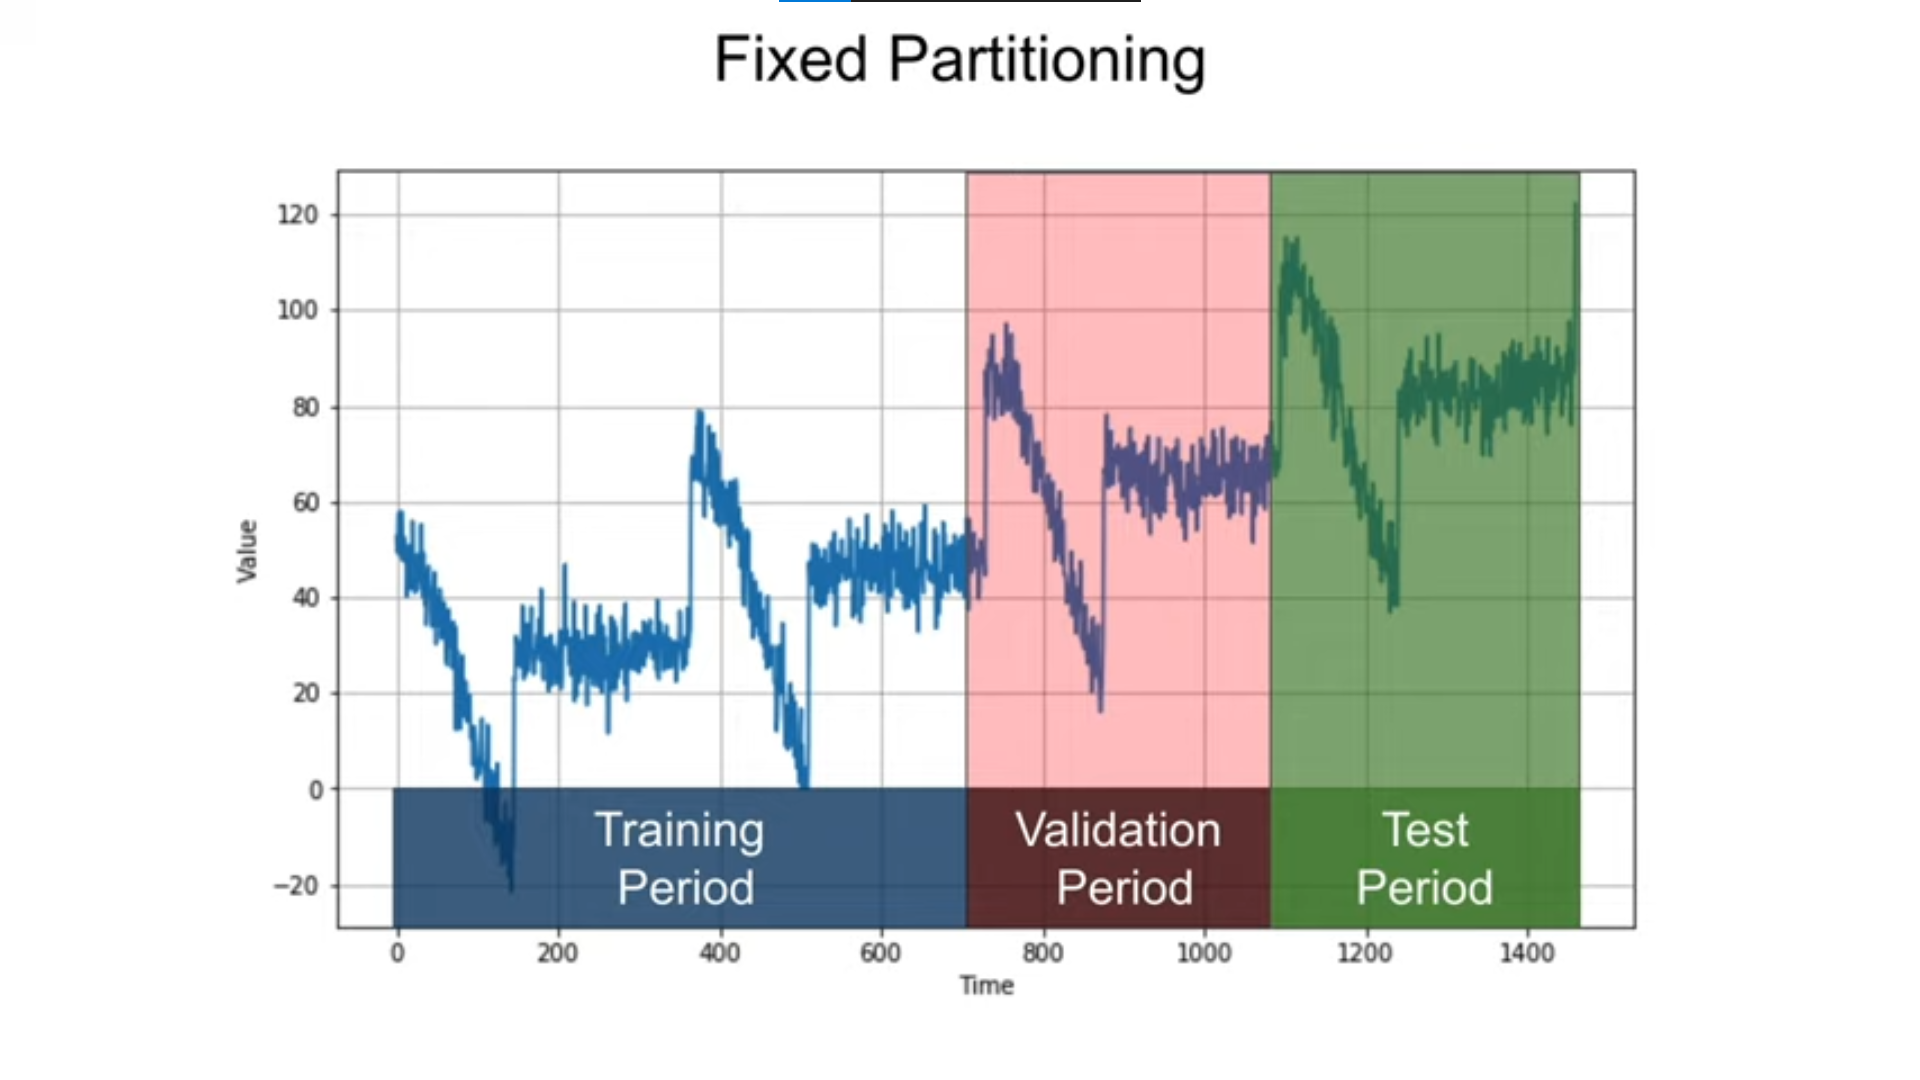 Fixed Partitioning
120
100
80
60
40
20
0
−20
Value
Training
Period
Validation
Period
Test
Period
0 200 400 600 800 1000 1200 1400
Time